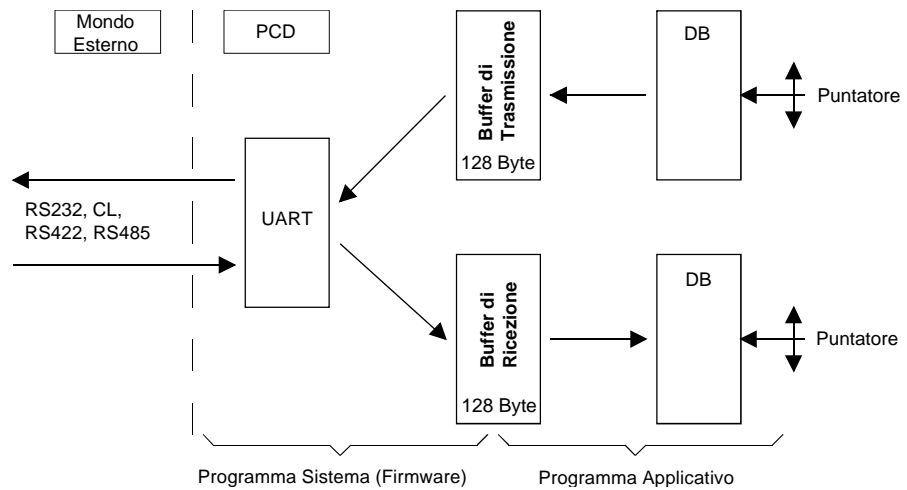 Mondo
Esterno
PCD
DB
Puntatore
Buffer di
Trasmissione
128 Byte
RS232, CL,
RS422, RS485
UART
Buffer di
Ricezione
128 Byte
DB
Puntatore
Programma Sistema (Firmware)
Programma Applicativo